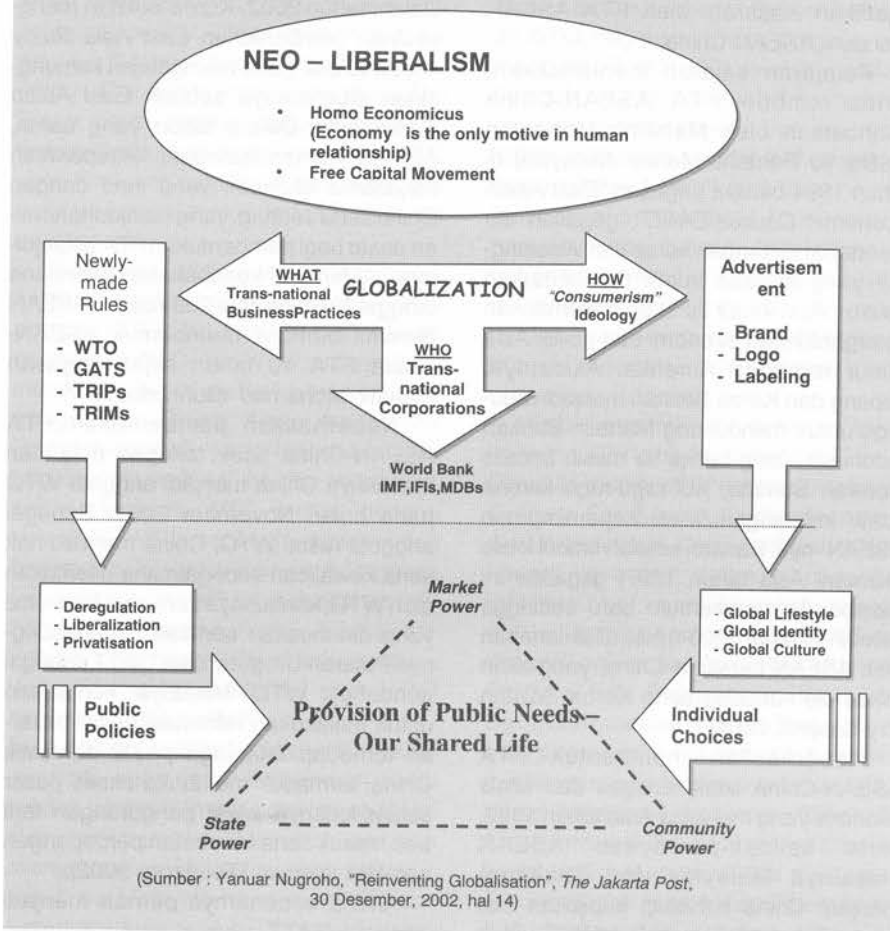 NEO – LIBERALISM
· Homo Economicus
(Economy is the only motive in human
relationship)
· Free Capital Movement
Newly-
made
Rules
- WTO
- GATS
- TRIPs
- TRIMs
WHAT
Trans-national
BusinessPractices
GLOBALIZATION
HOW
"Consumerism"
Ideology
WHO
Trans-
national
Corporations
World Bank
IMF,IFIs,MDBs
Advertisem
ent
- Brand
- Logo
- Labeling
- Deregulation
- Liberalization
- Privatisation
Public
Policies
Market
Power
Provision of Public Needs –
Our Shared Life
- Global Lifestyle
- Global Identity
- Global Culture
Individual
Choices
State
Power
Community
Power
(Sumber : Yanuar Nugroho, "Reinventing Globalisation", The Jakarta Post,
30 Desember, 2002, hal 14)